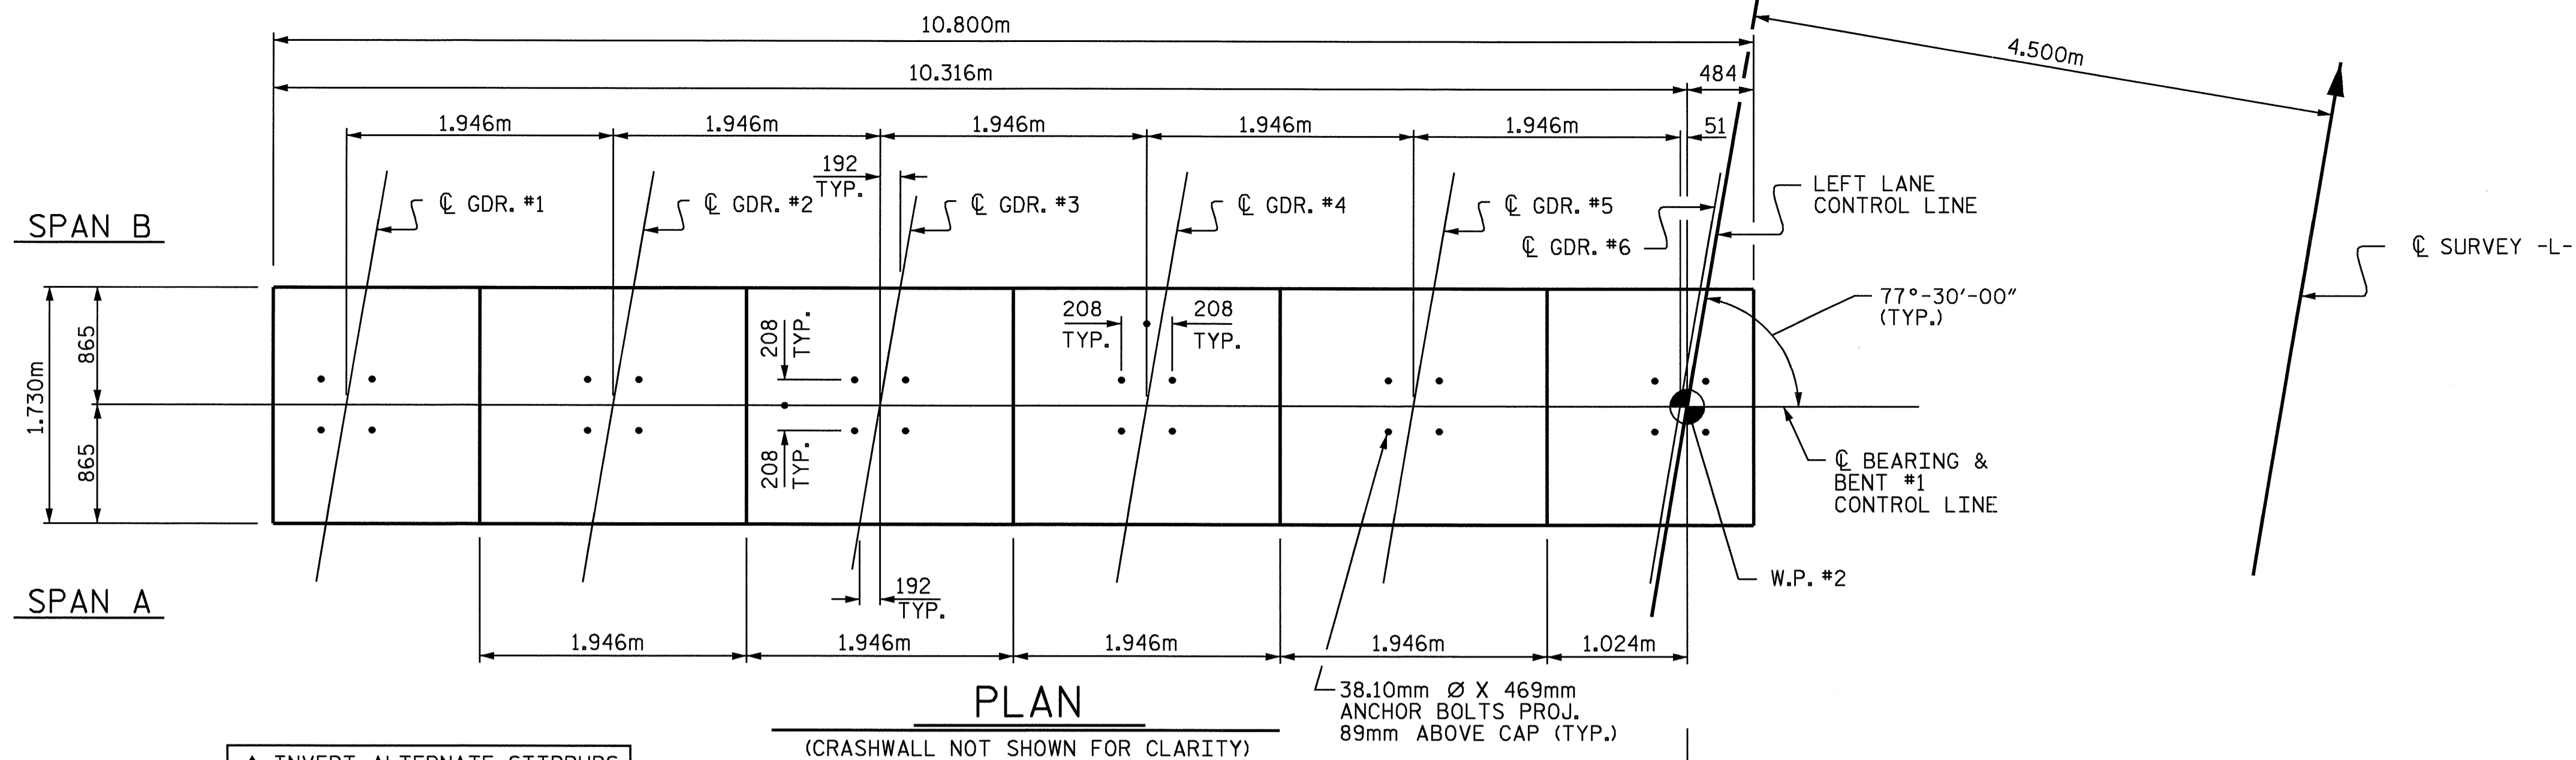 10.800m
4.500m
10.316m
484
1.946m
1.946m
1.946m
1.946m
1.946m
51
192
TYP.
℄ GDR. #1
℄ GDR. #2
℄ GDR. #3
℄ GDR. #4
℄ GDR. #5
℄ GDR. #6
LEFT LANE
CONTROL LINE
SPAN B
℄ SURVEY -L-
77°-30'-00"
(TYP.)
1.730m
865
865
208
TYP.
208
TYP.
208
TYP.
208
TYP.
℄ BEARING &
BENT #1
CONTROL LINE
W.P. #2
SPAN A
192
TYP.
1.946m
1.946m
1.946m
1.946m
1.024m
38.10mm Ø X 469mm
ANCHOR BOLTS PROJ.
89mm ABOVE CAP (TYP.)
PLAN
(CRASHWALL NOT SHOWN FOR CLARITY)
INVERT ALTERNATE STIRRUPS